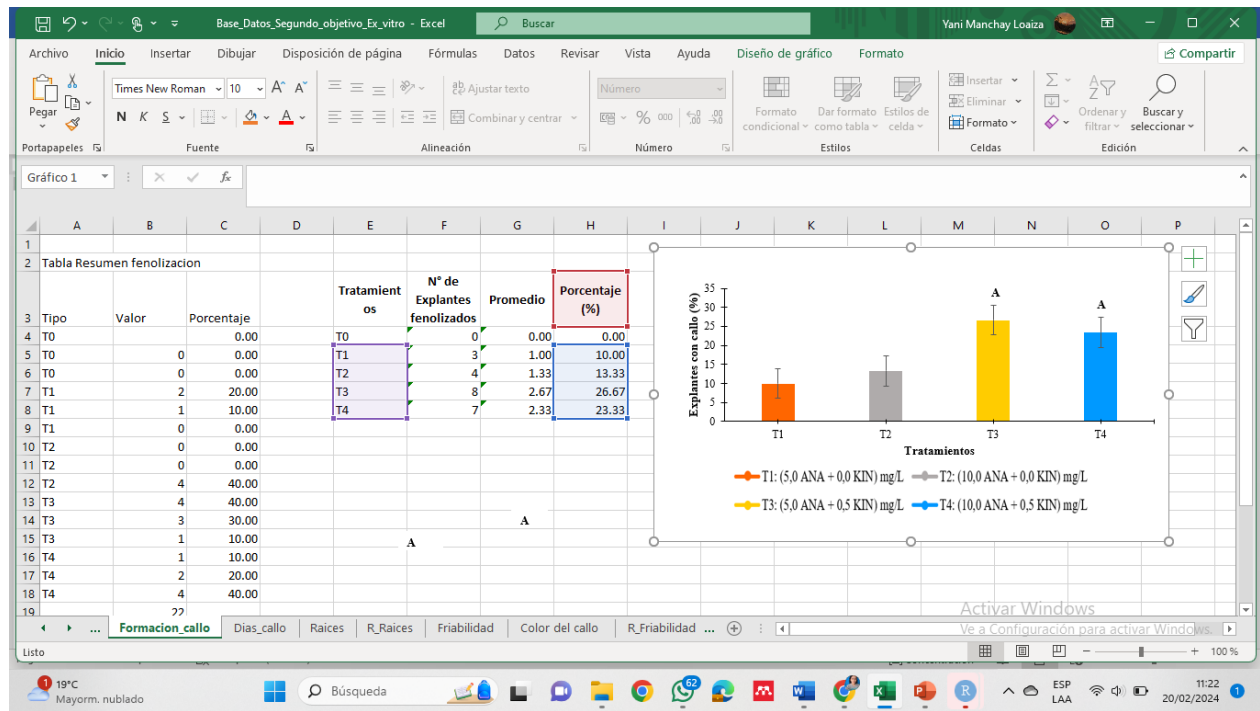 Base_Datos_Segundo_objetivo_Ex_vitro - Excel
Buscar
Yani Manchay Loaiza
Archivo Inicio Insertar Dibujar Disposición de página Fórmulas Datos Revisar Vista Ayuda Diseño de gráfico Formato Compartir
Pegar
Times New Roman 10 A^ A˅
N K S
A
ab Ajustar texto
Combinar y centrar
Número
% 000
Formato condicional
Dar formato como tabla
Estilos de celda
Insertar
Eliminar
Formato
Ordenar y filtrar
Buscar y seleccionar
Portapapeles Fuente Alineación Número Estilos Celdas Edición
Gráfico 1 fx
A B C D E F G H I J K L M N O P
1
2 Tabla Resumen fenolizacion
3 Tipo Valor Porcentaje Tratamientos N° de Explantes fenolizados Promedio Porcentaje (%)
4 T0 0.00 T0 0 0.00 0.00
5 T0 0 0.00 T1 3 1.00 10.00
6 T0 0 0.00 T2 4 1.33 13.33
7 T1 2 20.00 T3 8 2.67 26.67
8 T1 1 10.00 T4 7 2.33 23.33
9 T1 0 0.00
10 T2 0 0.00
11 T2 0 0.00
12 T2 4 40.00
13 T3 4 40.00
14 T3 3 30.00 A
15 T3 1 10.00 A
16 T4 1 10.00
17 T4 2 20.00
18 T4 4 40.00
19 22
Explantes con callo (%)
35
30
25
20
15
10
5
0
A
A
T1 T2 T3 T4
Tratamientos
T1: (5,0 ANA + 0,0 KIN) mg/L T2: (10,0 ANA + 0,0 KIN) mg/L
T3: (5,0 ANA + 0,5 KIN) mg/L T4: (10,0 ANA + 0,5 KIN) mg/L
Activar Windows
Ve a Configuración para activar Windows.
... Formacion_callo Dias_callo Raices R_Raices Friabilidad Color del callo R_Friabilidad ...
Listo
100 %
1
19°C
Mayorm. nublado
Búsqueda
62
R
ESP
LAA
11:22
20/02/2024
1